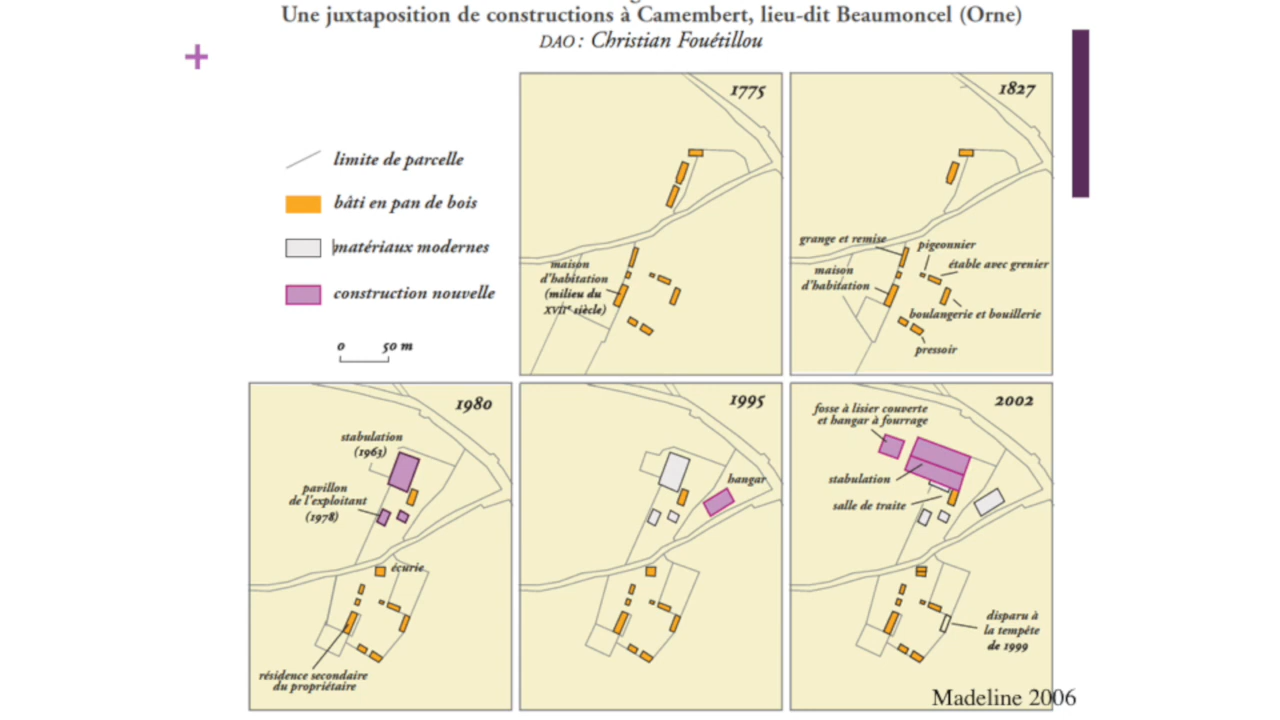 Une juxtaposition de constructions à Camembert, lieu-dit Beaumoncel (Orne)
DAO : Christian Fouétillou
+
limite de parcelle
bâti en pan de bois
matériaux modernes
construction nouvelle
0 50 m
1775
maison
d'habitation
(milieu du
XVIIe siècle)
1827
grange et remise
pigeonnier
étable avec grenier
maison
d'habitation
boulangerie et bouillerie
pressoir
1980
stabulation
(1963)
pavillon
de l'exploitant
(1978)
écurie
résidence secondaire
du propriétaire
1995
hangar
2002
fosse à lisier couverte
et hangar à fourrage
stabulation
salle de traite
disparu à
la tempête
de 1999
Madeline 2006